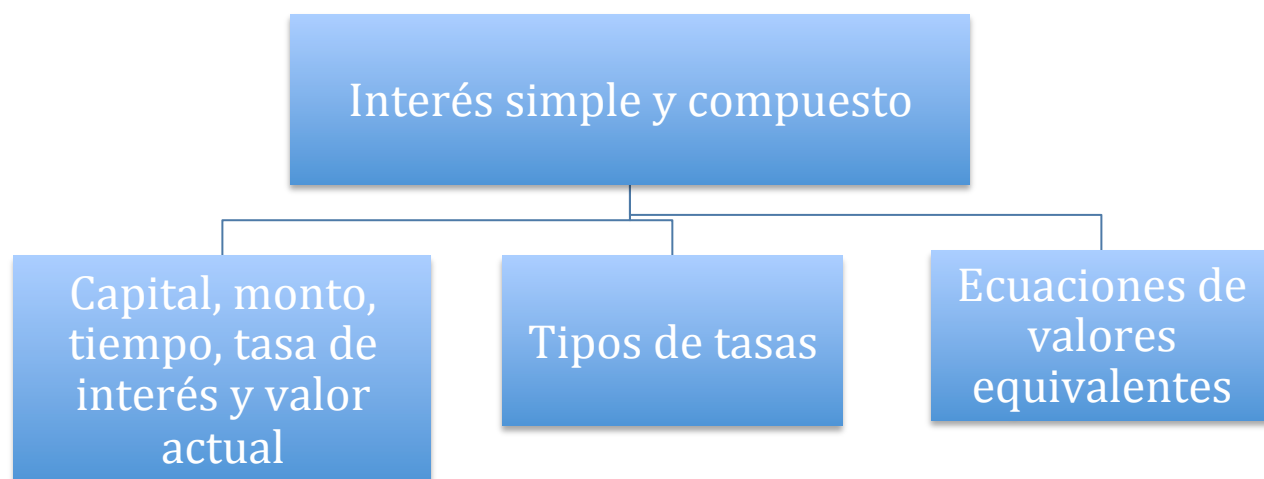 Interés simple y compuesto
Capital, monto,
tiempo, tasa de
interés y valor
actual
Tipos de tasas
Ecuaciones de
valores
equivalentes